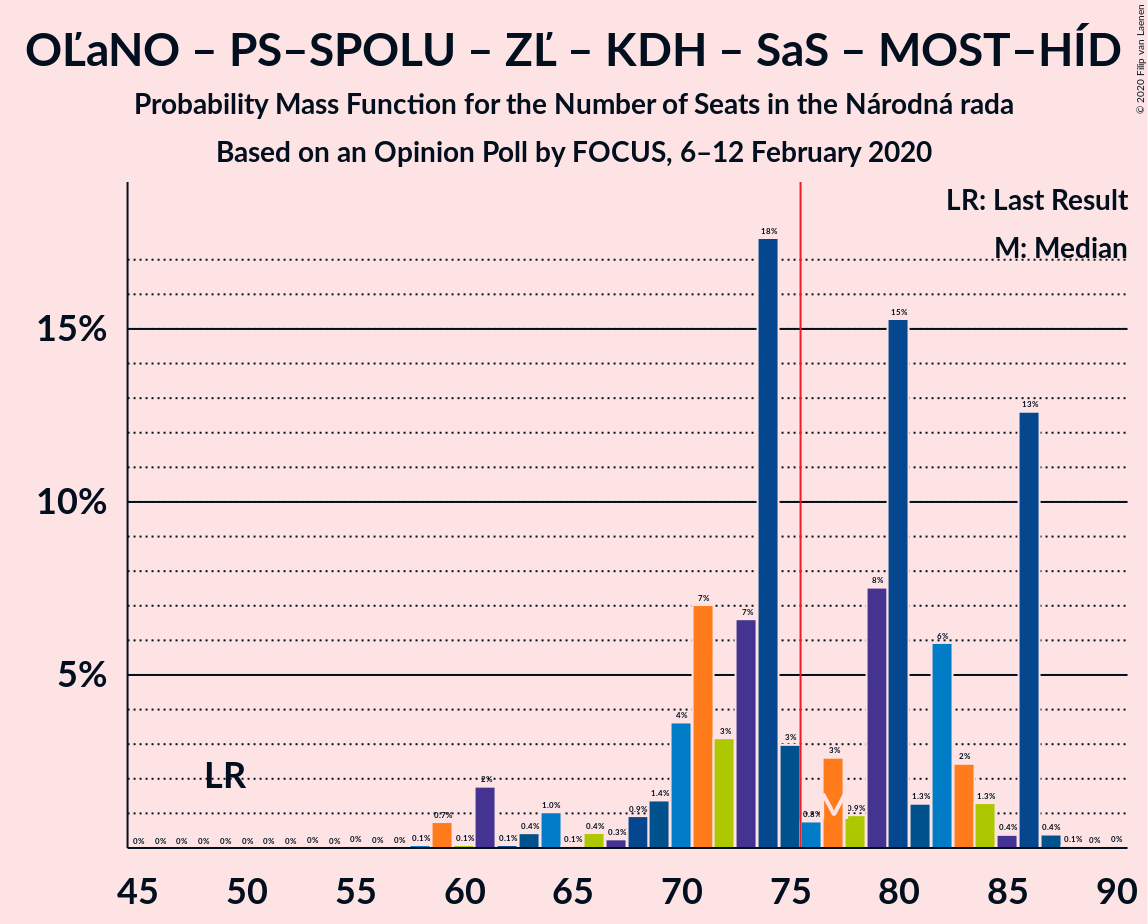 OĽaNO – PS–SPOLU – ZĽ – KDH – SaS – MOST–HÍD
Probability Mass Function for the Number of Seats in the Národná rada
Based on an Opinion Poll by FOCUS, 6–12 February 2020
© 2020 Filip van Laenen
LR: Last Result
M: Median
15%
10%
5%
LR
M
0% 0% 0% 0% 0% 0% 0% 0% 0% 0% 0% 0% 0% 0.1% 0.7% 0.1% 2% 0.1% 0.4% 1.0% 0.1% 0.4% 0.3% 0.9% 1.4% 4% 7% 3% 7% 18% 3% 0.8% 3% 0.9% 8% 15% 1.3% 6% 2% 1.3% 0.4% 13% 0.4% 0.1% 0% 0%
45 50 55 60 65 70 75 80 85 90